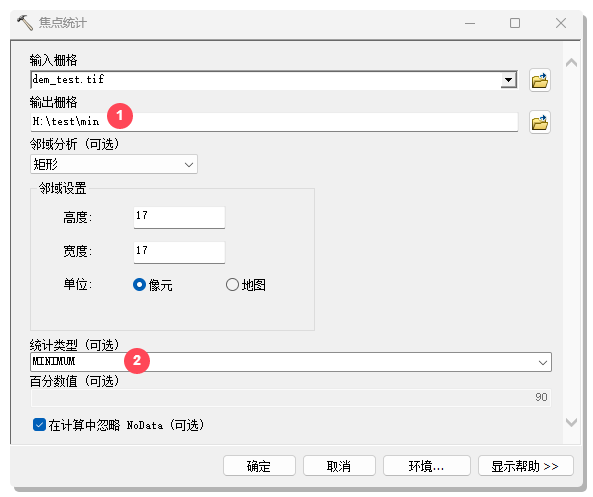 焦点统计
输入栅格
dem_test.tif
输出栅格
H:\test\min
1
邻域分析 (可选)
矩形
邻域设置
高度: 17
宽度: 17
单位: 像元 地图
统计类型 (可选)
MINIMUM
2
百分数值 (可选)
90
在计算中忽略 NoData (可选)
确定 取消 环境... 显示帮助 >>